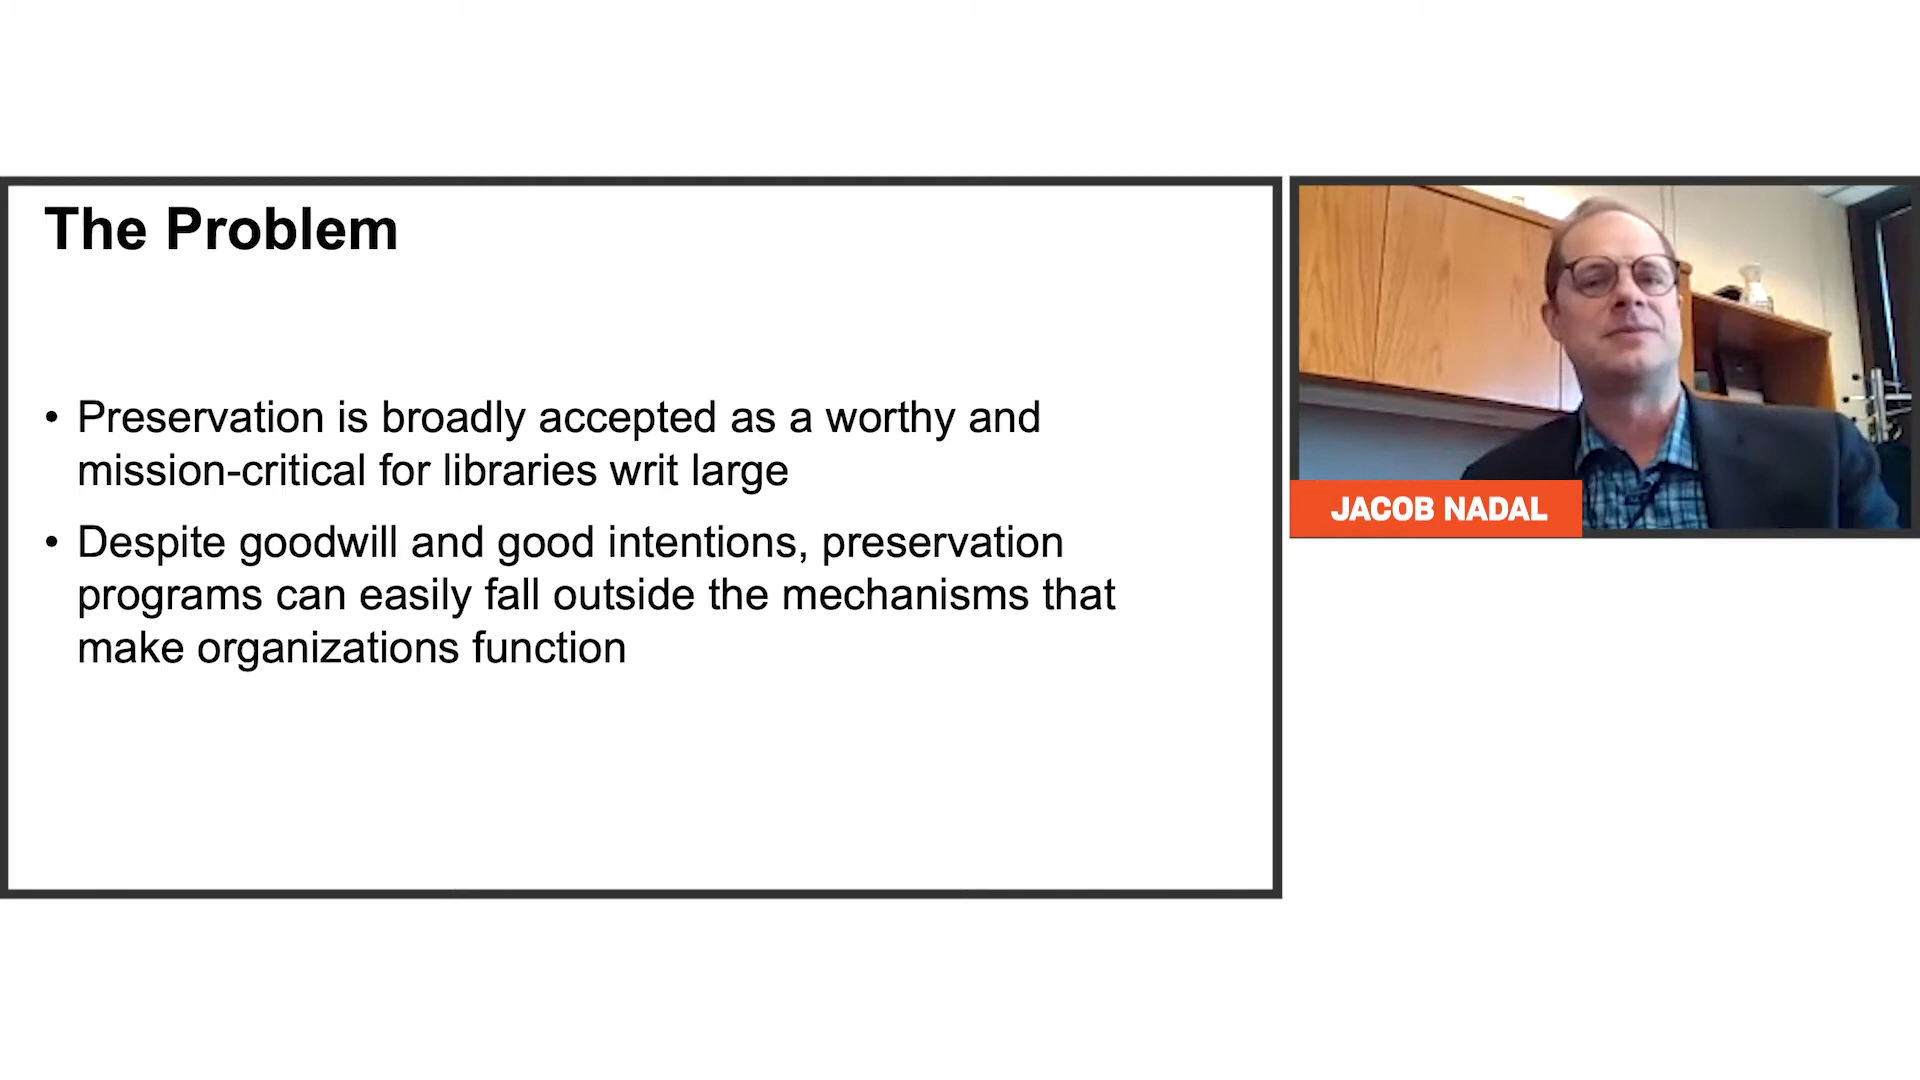 The Problem
• Preservation is broadly accepted as a worthy and
mission-critical for libraries writ large
• Despite goodwill and good intentions, preservation
programs can easily fall outside the mechanisms that
make organizations function
JACOB NADAL